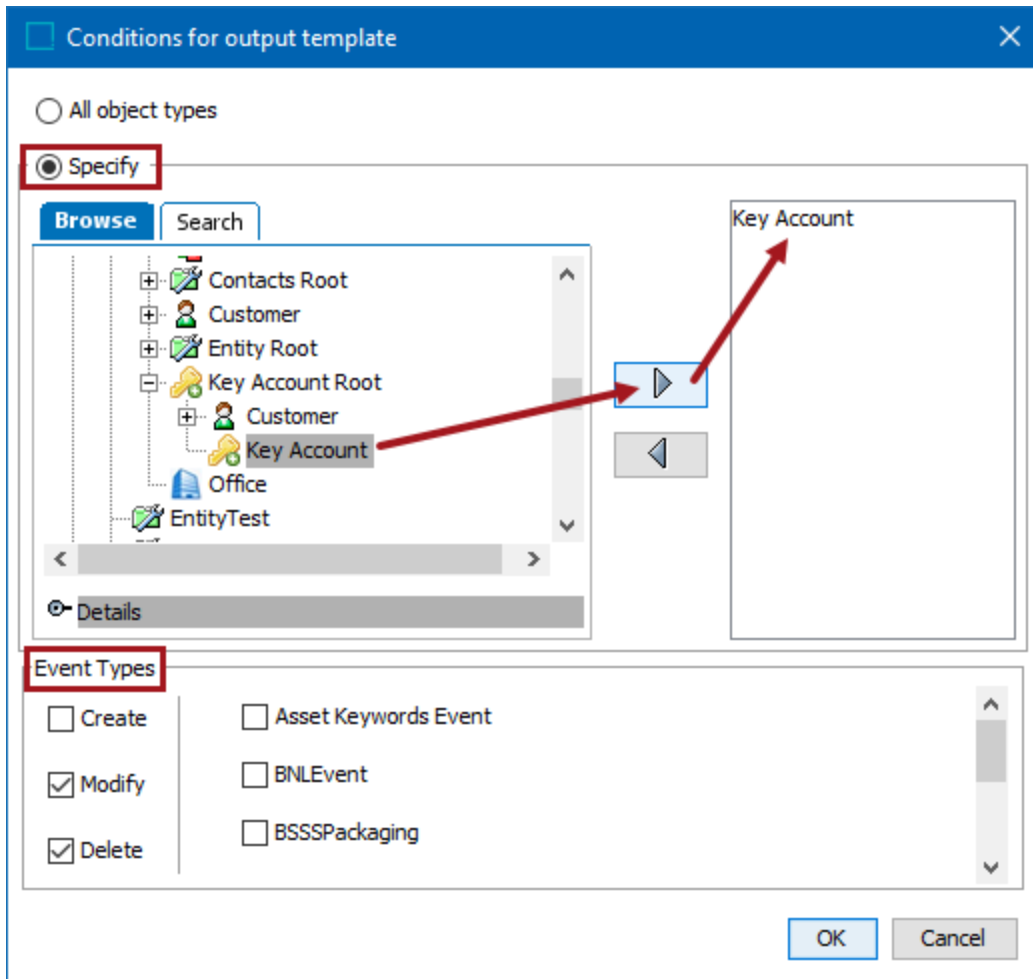 Conditions for output template
All object types
Specify
Browse
Search
Contacts Root
Customer
Entity Root
Key Account Root
Customer
Key Account
Office
EntityTest
Details
Key Account
Event Types
Create
Modify
Delete
Asset Keywords Event
BNLEvent
BSSSPackaging
OK
Cancel